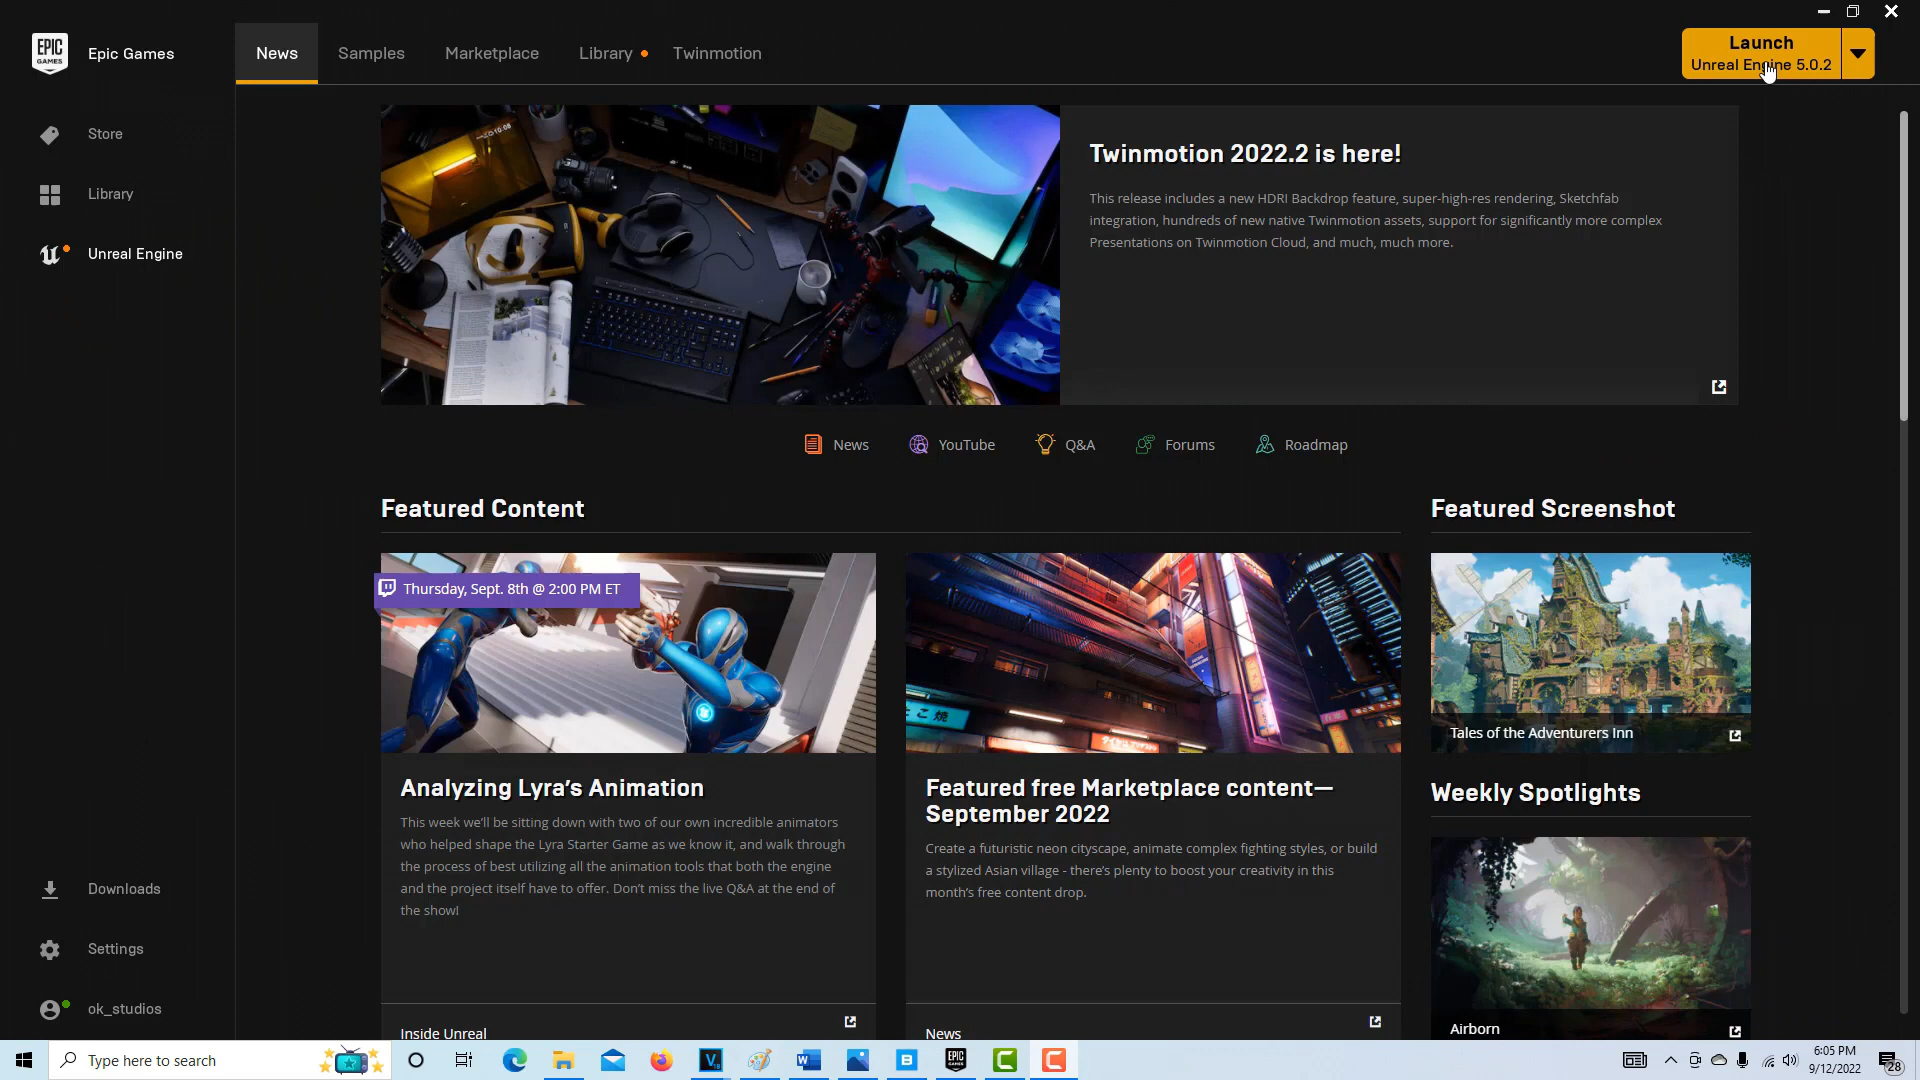 EPIC GAMES
Epic Games
News
Samples
Marketplace
Library
Twinmotion
Launch
Unreal Engine 5.0.2
Store
Library
Unreal Engine
Twinmotion 2022.2 is here!
This release includes a new HDRI Backdrop feature, super-high-res rendering, Sketchfab
integration, hundreds of new native Twinmotion assets, support for significantly more complex
Presentations on Twinmotion Cloud, and much, much more.
News
YouTube
Q&A
Forums
Roadmap
Featured Content
Featured Screenshot
Thursday, Sept. 8th @ 2:00 PM ET
Tales of the Adventurers Inn
Analyzing Lyra’s Animation
This week we’ll be sitting down with two of our own incredible animators
who helped shape the Lyra Starter Game as we know it, and walk through
the process of best utilizing all the animation tools that both the engine
and the project itself have to offer. Don’t miss the live Q&A at the end of
the show!
Inside Unreal
Featured free Marketplace content—
September 2022
Create a futuristic neon cityscape, animate complex fighting styles, or build
a stylized Asian village - there’s plenty to boost your creativity in this
month’s free content drop.
News
Weekly Spotlights
Airborn
Downloads
Settings
ok_studios
Type here to search
EPIC GAMES
6:05 PM
9/12/2022
28